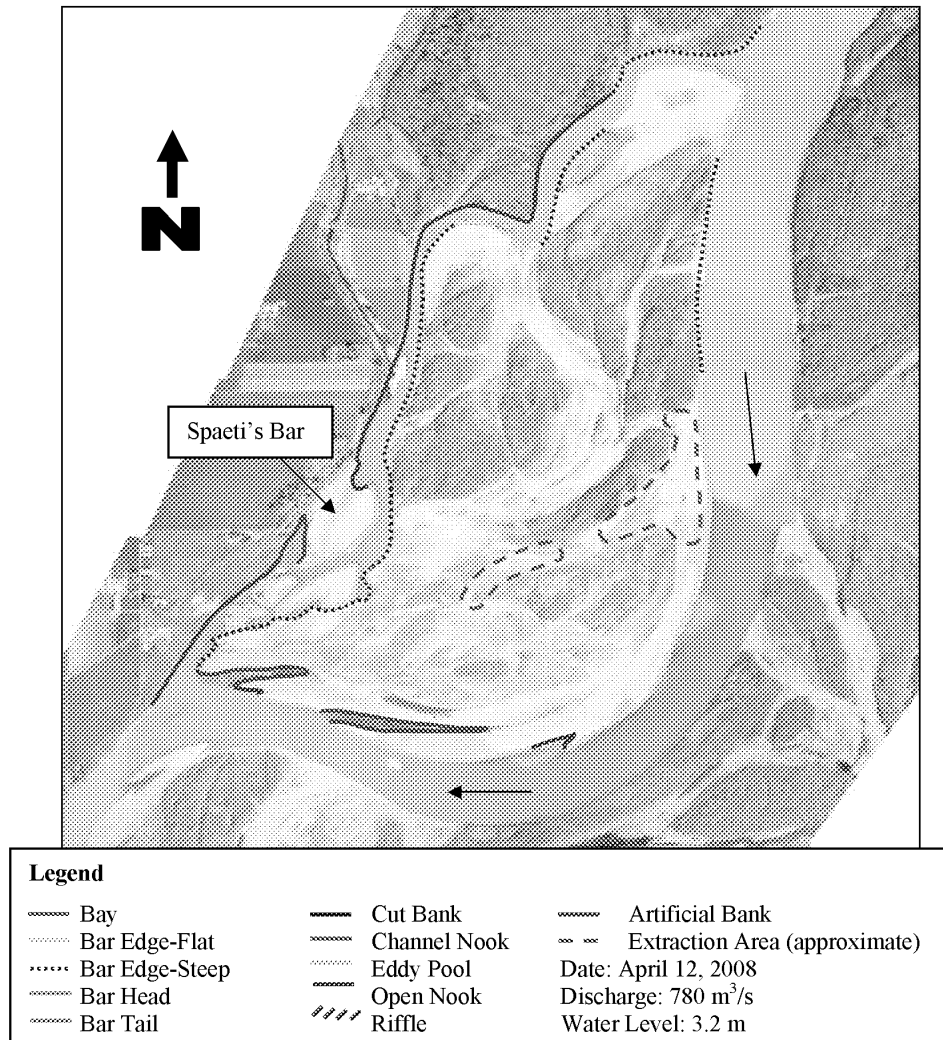 N
Spaeti's Bar
Legend
Bay
Bar Edge-Flat
Bar Edge-Steep
Bar Head
Bar Tail
Cut Bank
Channel Nook
Eddy Pool
Open Nook
Riffle
Artificial Bank
Extraction Area (approximate)
Date: April 12, 2008
Discharge: 780 m³/s
Water Level: 3.2 m